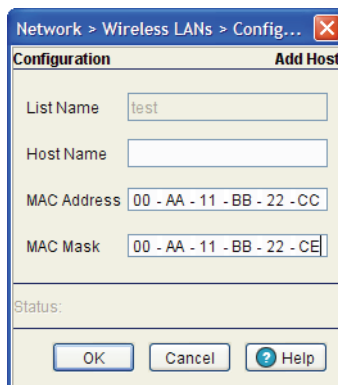 Network > Wireless LANs > Config...
Configuration Add Host
List Name test
Host Name
MAC Address 00 - AA - 11 - BB - 22 - CC
MAC Mask 00 - AA - 11 - BB - 22 - CE
Status:
OK Cancel ? Help